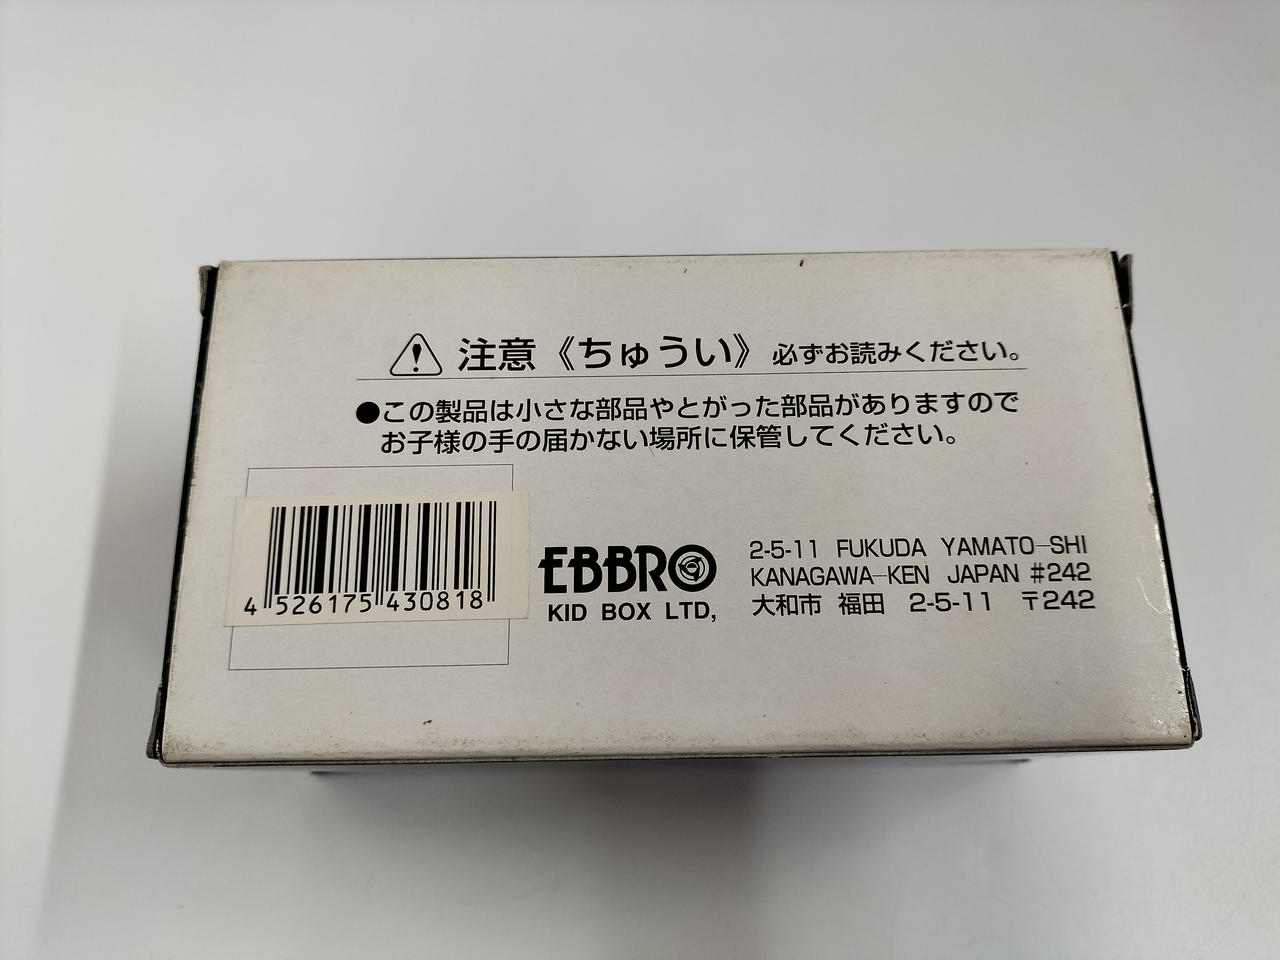 注意《ちゅうい》必ずお読みください。
●この製品は小さな部品やとがった部品がありますので
お子様の手の届かない場所に保管してください。
4 526175 430818
EBBRO
KID BOX LTD,
2-5-11 FUKUDA YAMATO-SHI
KANAGAWA-KEN JAPAN #242
大和市 福田 2-5-11 〒242